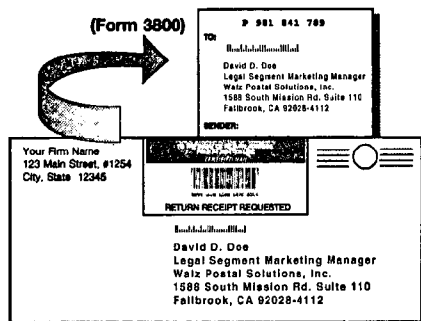 (Form 3800)
P 981 841 789
TO:
David D. Doe
Legal Segment Marketing Manager
Walz Postal Solutions, Inc.
1588 South Mission Rd. Suite 110
Fallbrook, CA 92028-4112
SENDER:
Your Firm Name
123 Main Street, #1254
City, State 12345
CERTIFIED MAIL
RETURN RECEIPT REQUESTED
David D. Doe
Legal Segment Marketing Manager
Walz Postal Solutions, Inc.
1588 South Mission Rd. Suite 110
Fallbrook, CA 92028-4112